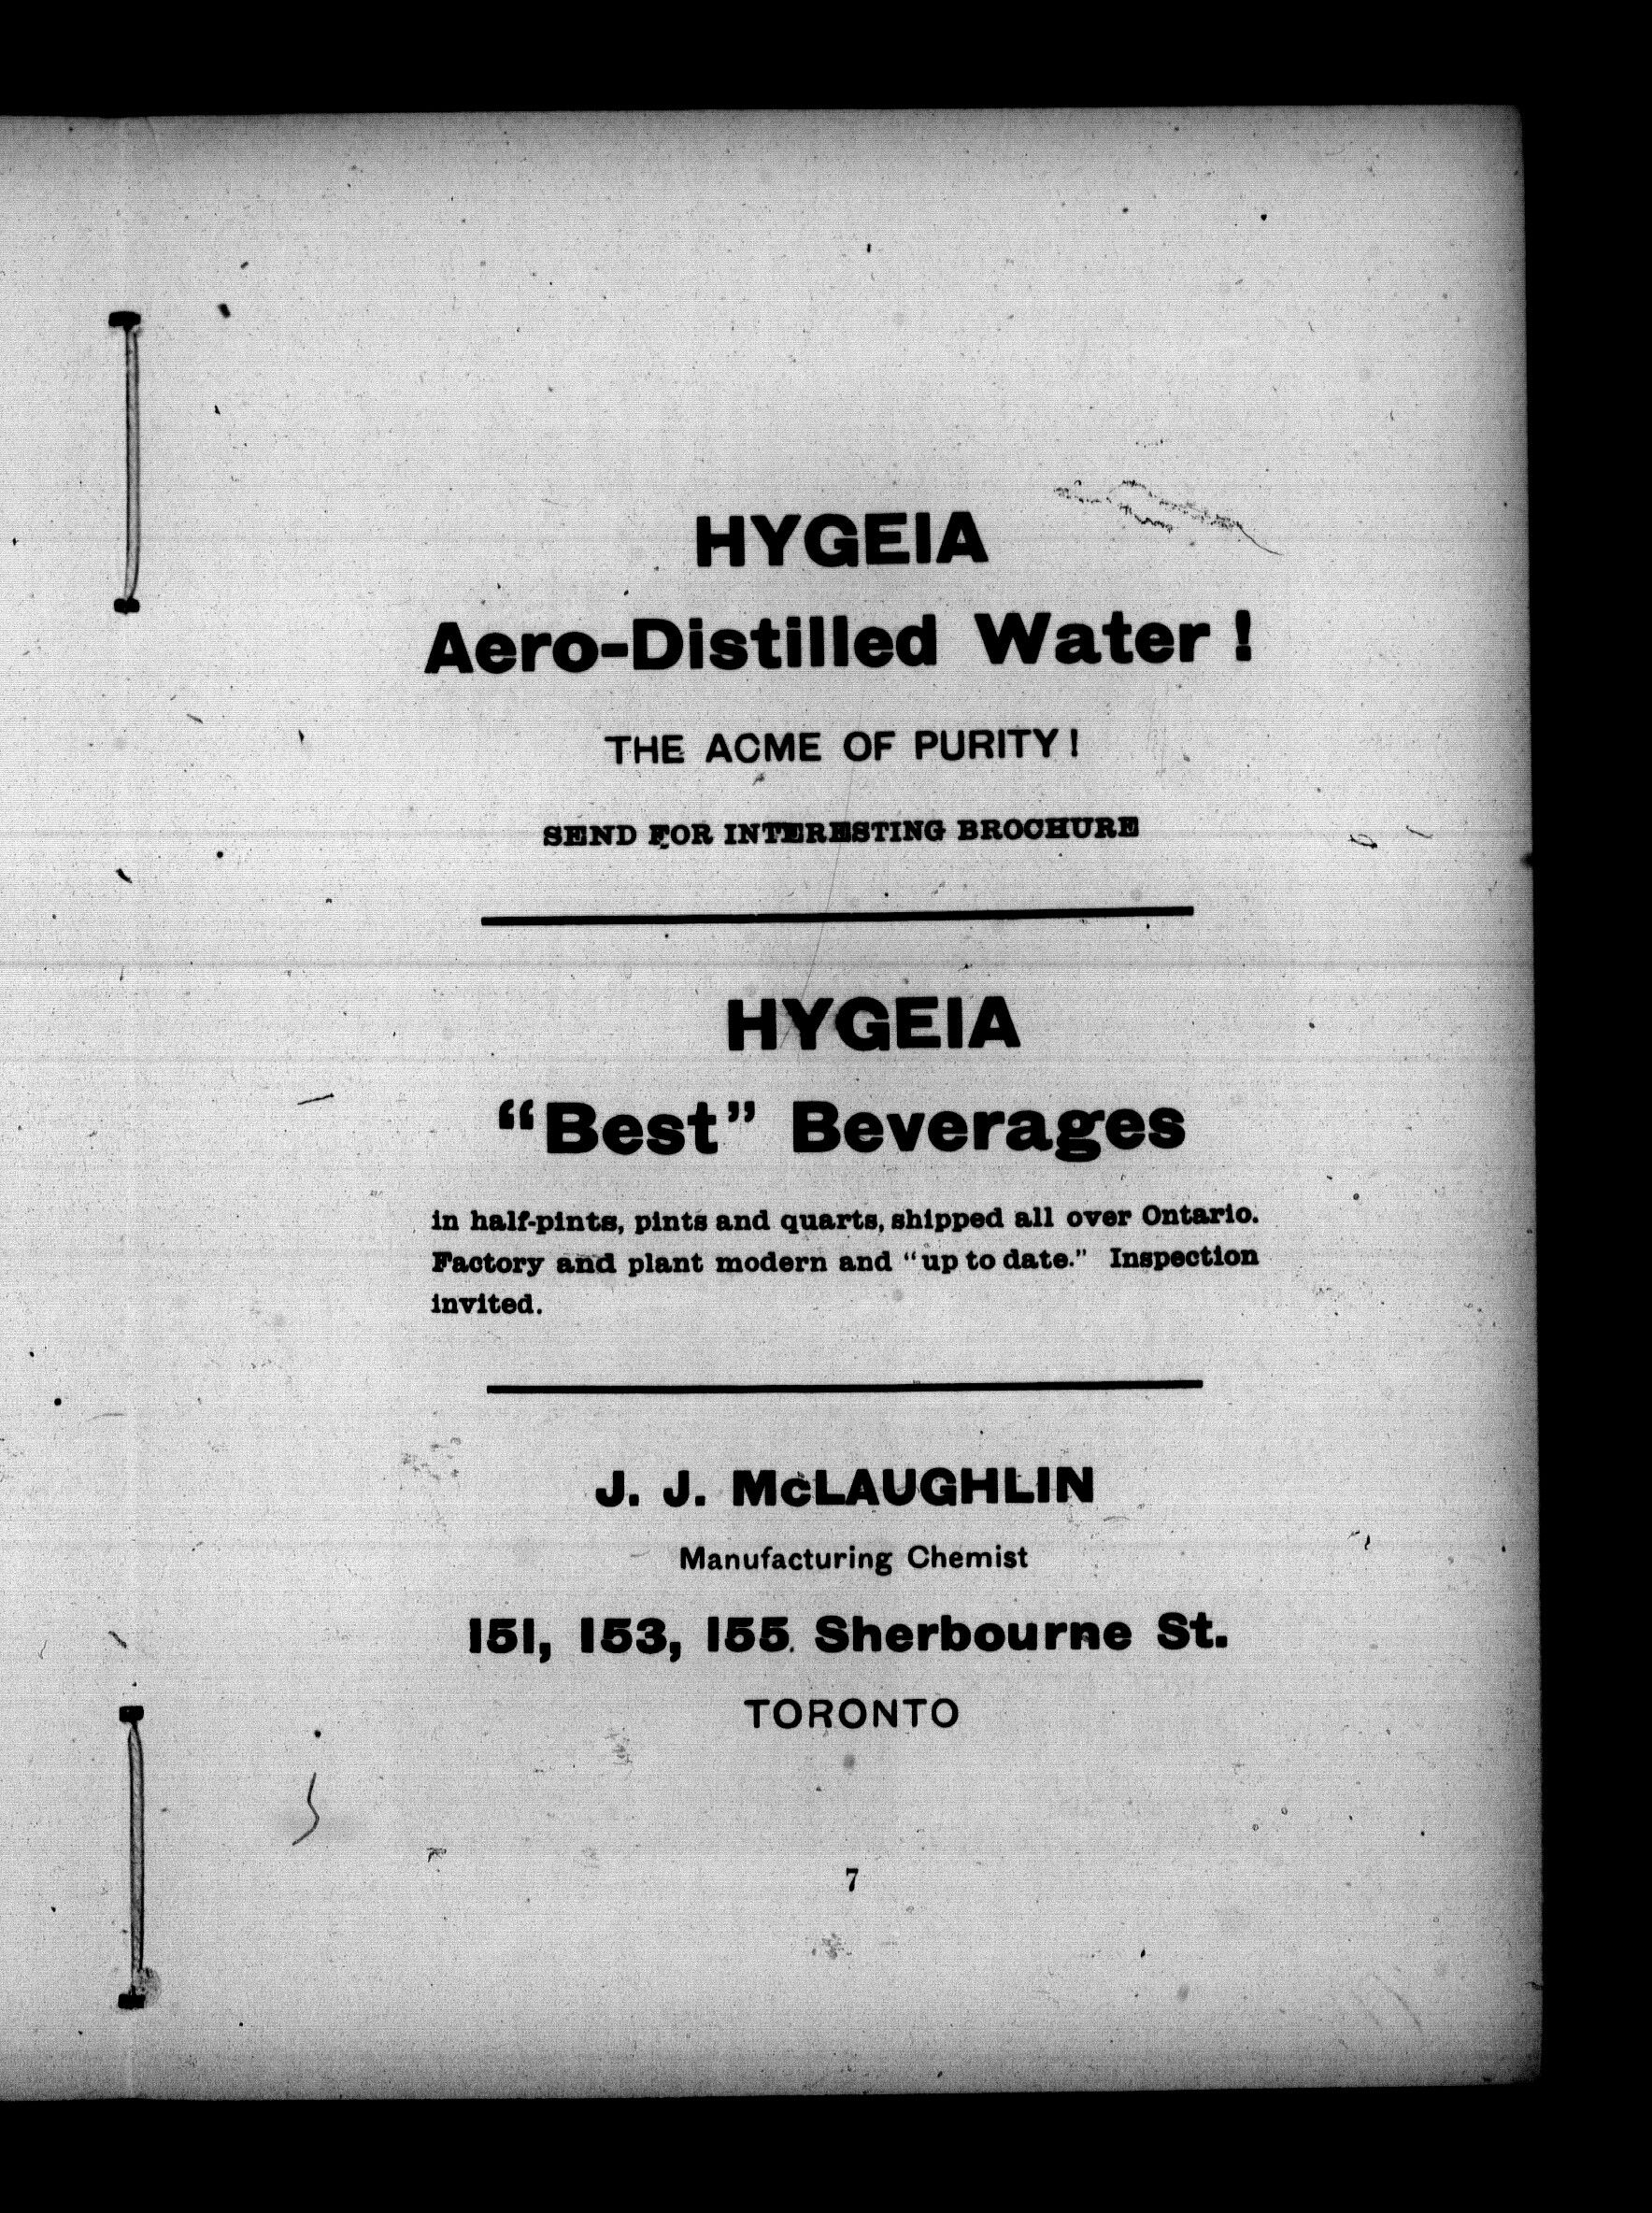 HYGEIA
Aero-Distilled Water !
THE ACME OF PURITY !
SEND FOR INTERESTING BROCHURE
HYGEIA
“Best” Beverages
in half-pints, pints and quarts, shipped all over Ontario.
Factory and plant modern and “up to date.” Inspection
invited.
J. J. McLAUGHLIN
Manufacturing Chemist
151, 153, 155 Sherbourne St.
TORONTO
7